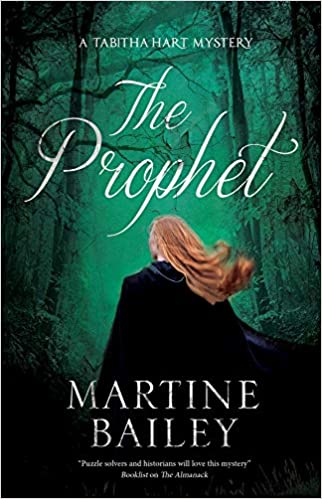 A TABITHA HART MYSTERY
The
Prophet
MARTINE
BAILEY
"Puzzle solvers and historians will love this mystery"
Booklist on The Almanack